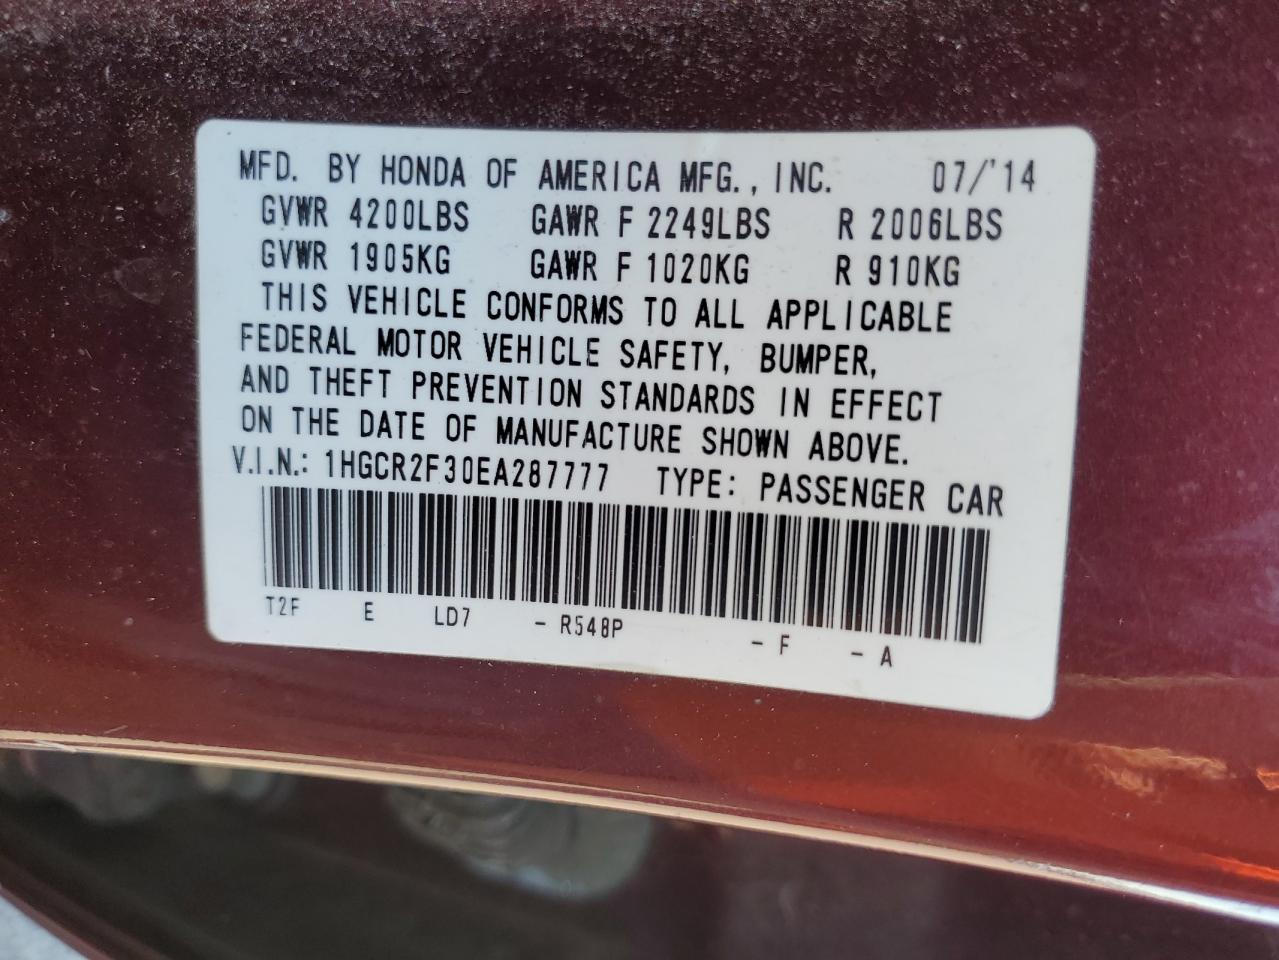 MFD. BY HONDA OF AMERICA MFG., INC. 07/'14
GVWR 4200LBS GAWR F 2249LBS R 2006LBS
GVWR 1905KG GAWR F 1020KG R 910KG
THIS VEHICLE CONFORMS TO ALL APPLICABLE
FEDERAL MOTOR VEHICLE SAFETY, BUMPER,
AND THEFT PREVENTION STANDARDS IN EFFECT
ON THE DATE OF MANUFACTURE SHOWN ABOVE.
V.I.N.: 1HGCR2F30EA287777 TYPE: PASSENGER CAR
T2F E LD7 - R548P - F - A